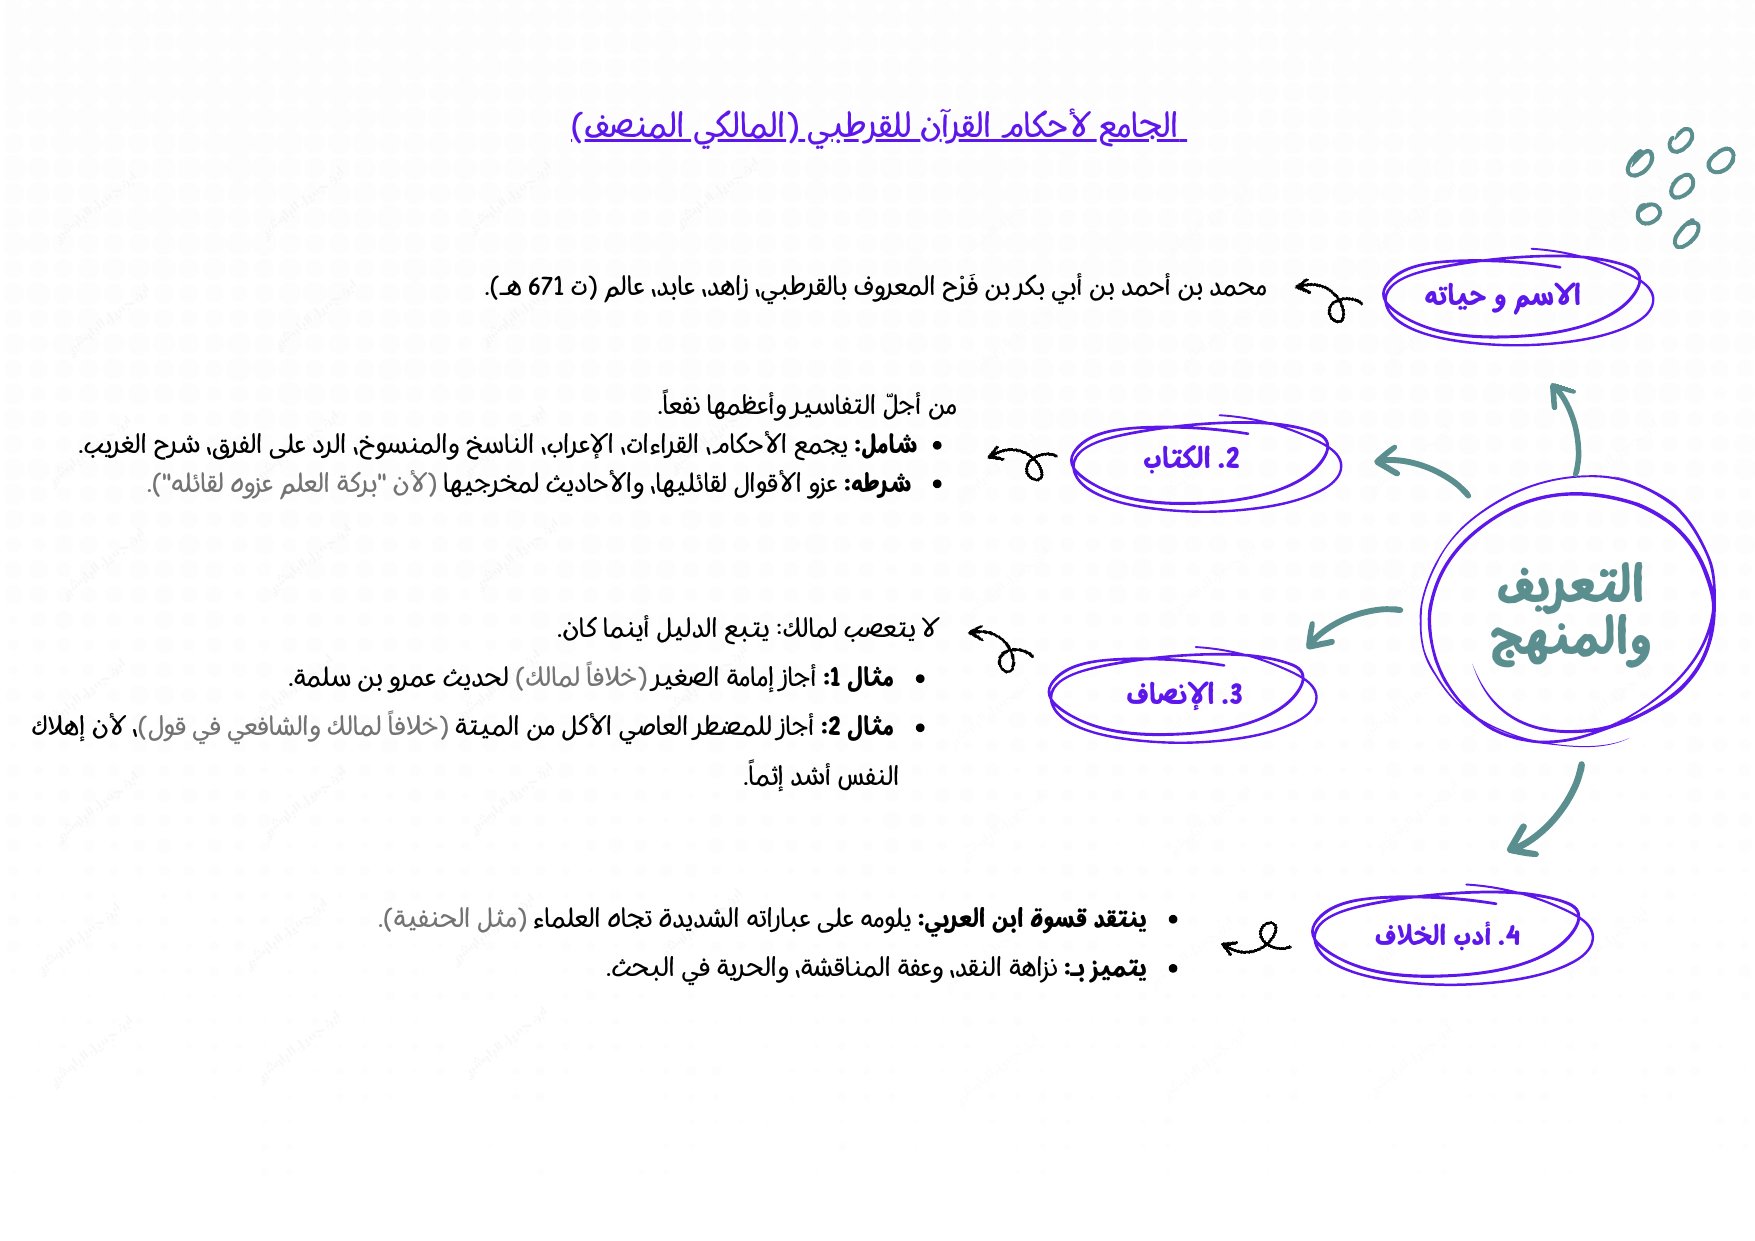 الجامع لأحكام القرآن للقرطبي (المالكي المنصف)
الاسم و حياته
محمد بن أحمد بن أبي بكر بن فَرْح المعروف بالقرطبي، زاهد، عابد، عالم (ت 671 هـ).
التعريف
والمنهج
2. الكتاب
من أجلّ التفاسير وأعظمها نفعاً.
• شامل: يجمع الأحكام، القراءات، الإعراب، الناسخ والمنسوخ، الرد على الفرق، شرح الغريب.
• شرطه: عزو الأقوال لقائليها، والأحاديث لمخرجيها (لأن "بركة العلم عزوه لقائله").
3. الإنصاف
لا يتعصب لمالك: يتبع الدليل أينما كان.
• مثال 1: أجاز إمامة الصغير (خلافاً لمالك) لحديث عمرو بن سلمة.
• مثال 2: أجاز للمضطر العاصي الأكل من الميتة (خلافاً لمالك والشافعي في قول)، لأن إهلاك
النفس أشد إثماً.
4. أدب الخلاف
• ينتقد قسوة ابن العربي: يلومه على عباراته الشديدة تجاه العلماء (مثل الحنفية).
• يتميز بـ: نزاهة النقد، وعفة المناقشة، والحرية في البحث.